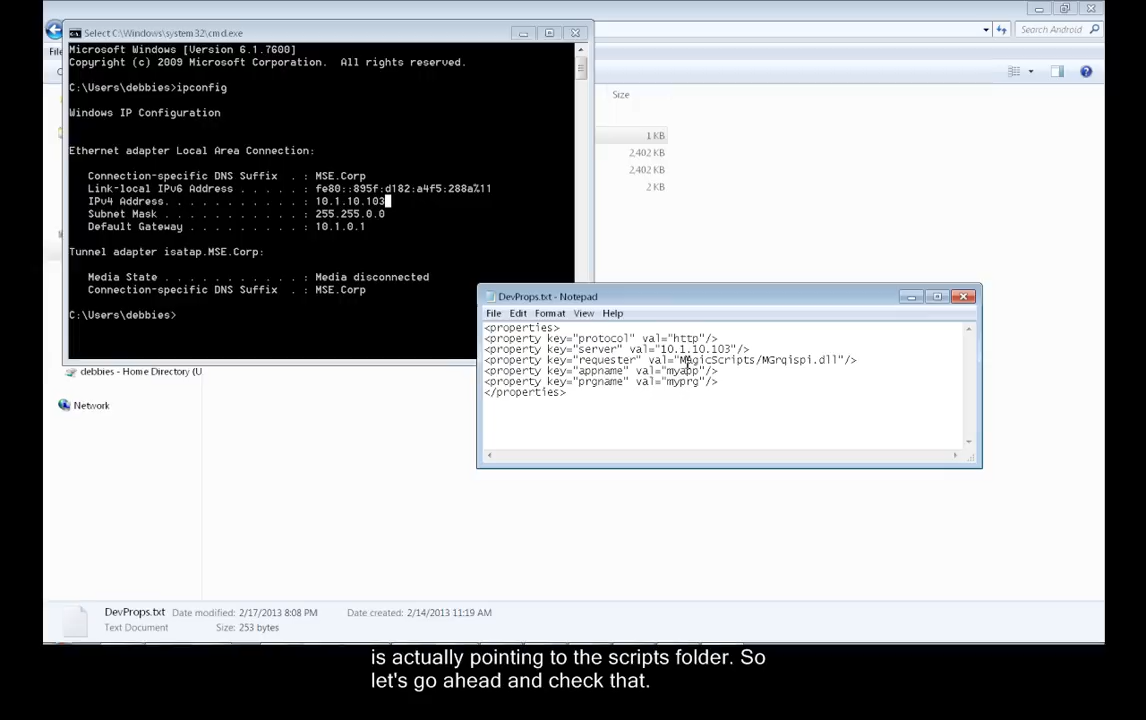 Select C:\Windows\system32\cmd.exe
Microsoft Windows [Version 6.1.7600]
Copyright (c) 2009 Microsoft Corporation.  All rights reserved.
C:\Users\debbies>ipconfig
Windows IP Configuration
Ethernet adapter Local Area Connection:
Connection-specific DNS Suffix  . : MSE.Corp
Link-local IPv6 Address . . . . . : fe80::895f:d182:a4f5:288a%11
IPv4 Address. . . . . . . . . . . : 10.1.10.103
Subnet Mask . . . . . . . . . . . : 255.255.0.0
Default Gateway . . . . . . . . . : 10.1.0.1
Tunnel adapter isatap.MSE.Corp:
Media State . . . . . . . . . . . : Media disconnected
Connection-specific DNS Suffix  . : MSE.Corp
C:\Users\debbies>
Search Android
Size
1 KB
2,402 KB
2,402 KB
2 KB
DevProps.txt - Notepad
File Edit Format View Help
<properties>
<property key="protocol" val="http"/>
<property key="server" val="10.1.10.103"/>
<property key="requester" val="MagicScripts/MGrqispi.dll"/>
<property key="appname" val="myapp"/>
<property key="prgname" val="myprg"/>
</properties>
debbies - Home Directory (U
Network
DevProps.txt Date modified: 2/17/2013 8:08 PM Date created: 2/14/2013 11:19 AM
Text Document Size: 253 bytes
is actually pointing to the scripts folder. So
let's go ahead and check that.